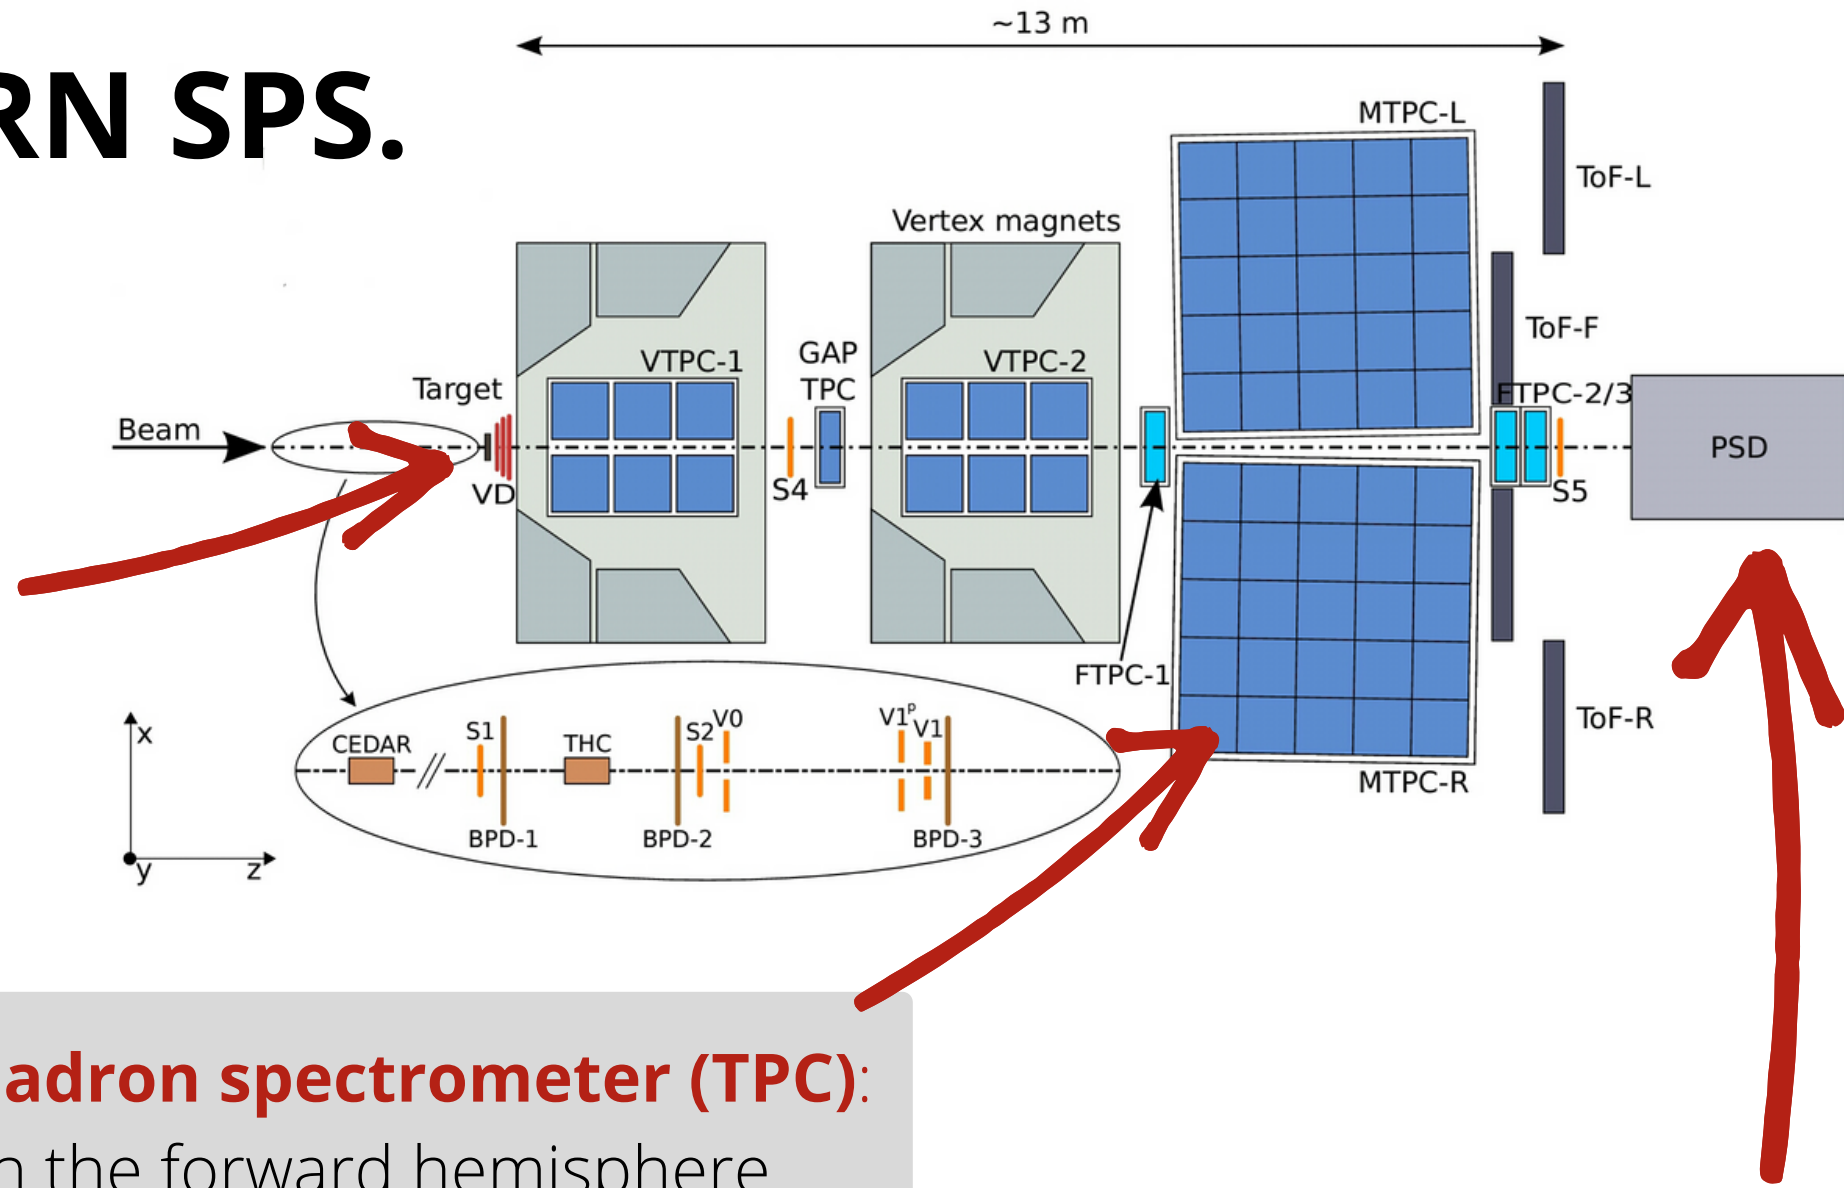 ~13 m
RN SPS.
MTPC-L
ToF-L
Vertex magnets
ToF-F
GAP
TPC
VTPC-1
VTPC-2
Target
FTPC-2/3
Beam
PSD
VD
S4
S5
FTPC-1
ToF-R
MTPC-R
x
y
z
CEDAR
S1
THC
S2
V0
V1p
V1
BPD-1
BPD-2
BPD-3
adron spectrometer (TPC):
n the forward hemisphere